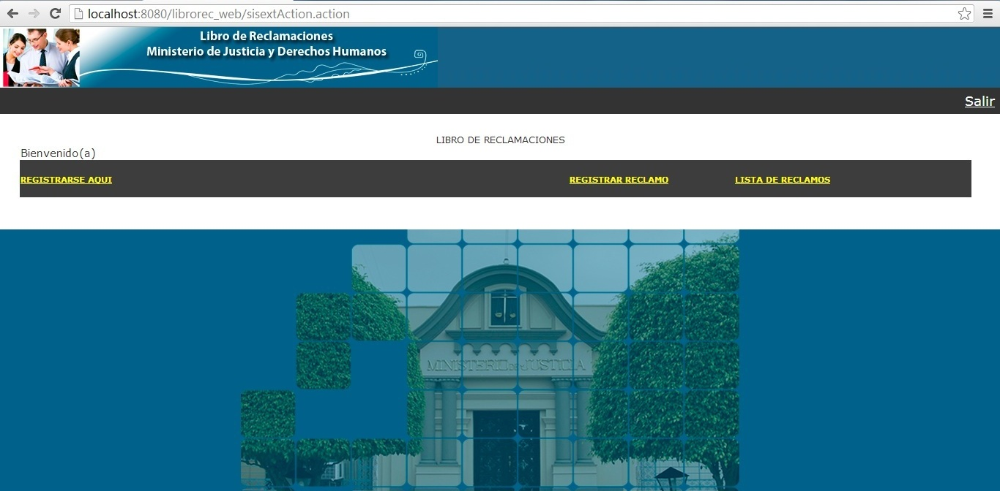 localhost:8080/librorec_web/sisextAction.action
Libro de Reclamaciones
Ministerio de Justicia y Derechos Humanos
Salir
LIBRO DE RECLAMACIONES
Bienvenido(a)
REGISTRARSE AQUI REGISTRAR RECLAMO LISTA DE RECLAMOS
MINISTERIO DE JUSTICIA